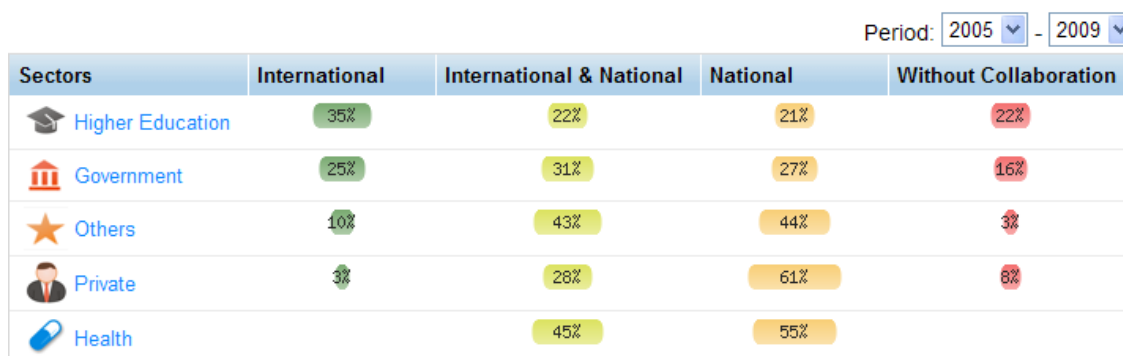 Period: 2005 - 2009
Sectors International International & National National Without Collaboration
Higher Education 35% 22% 21% 22%
Government 25% 31% 27% 16%
Others 10% 43% 44% 3%
Private 3% 28% 61% 8%
Health 45% 55%